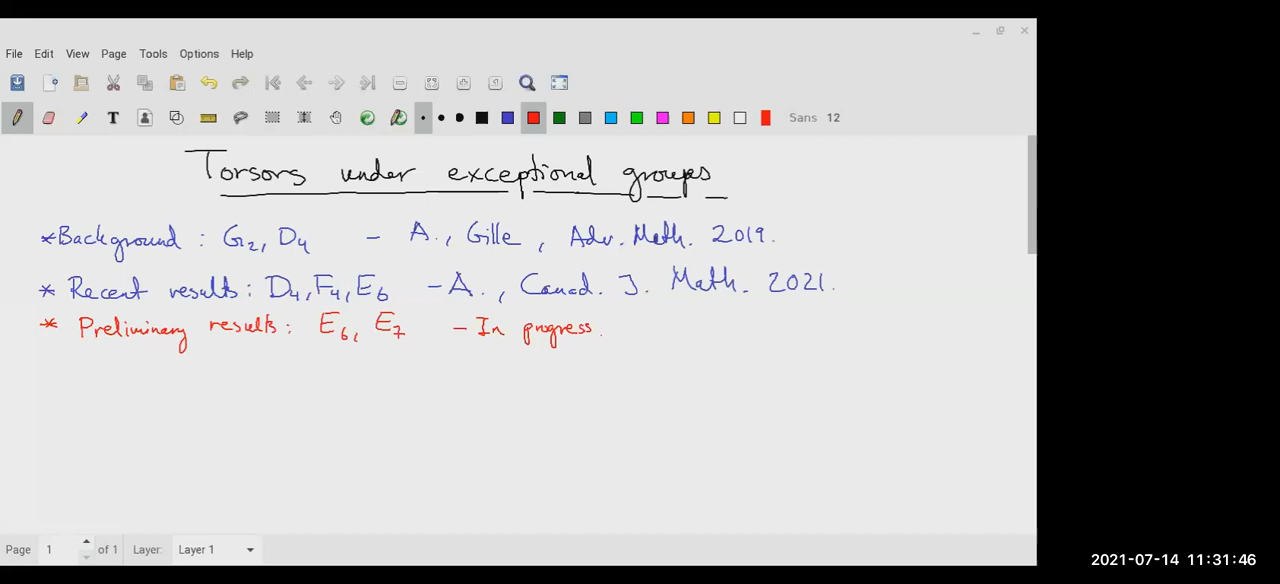 File Edit View Page Tools Options Help
T Sans 12
Torsors under exceptional groups
* Background : G₂, D₄ - A., Gille, Adv. Math. 2019.
* Recent results : D₄, F₄, E₆ - A., Canad. J. Math. 2021.
* Preliminary results : E₆, E₇ - In progress.
Page 1 of 1 Layer: Layer 1
2021-07-14 11:31:46